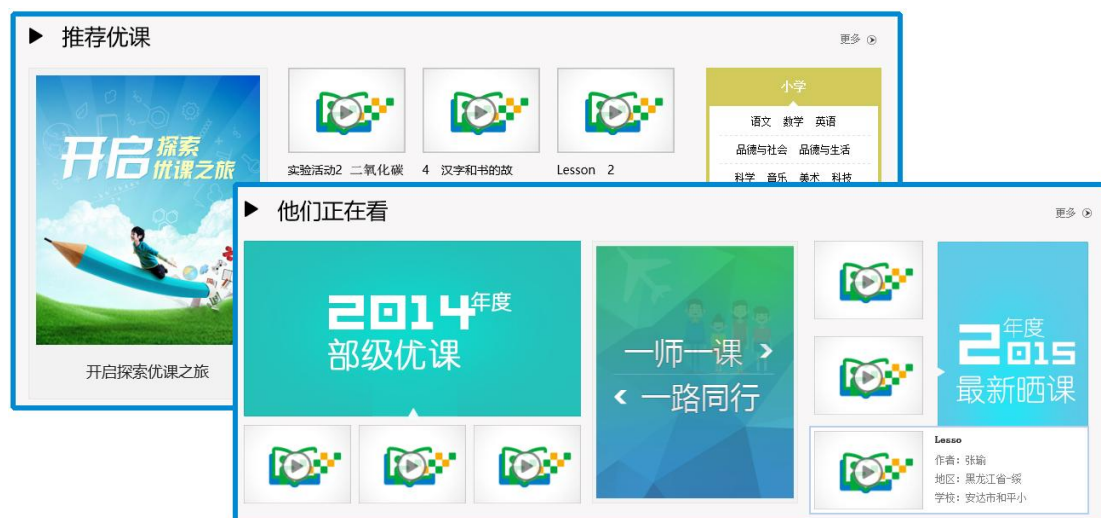 推荐优课
更多
开启探索
优课之旅
开启探索优课之旅
实验活动2 二氧化碳
4 汉字和书的故
Lesson 2
小学
语文 数学 英语
品德与社会 品德与生活
科学 音乐 美术 科技
他们正在看
更多
2014年度
部级优课
一师一课
一路同行
年度
2015
最新晒课
Lesso
作者：张瑜
地区：黑龙江省-绥
学校：安达市和平小